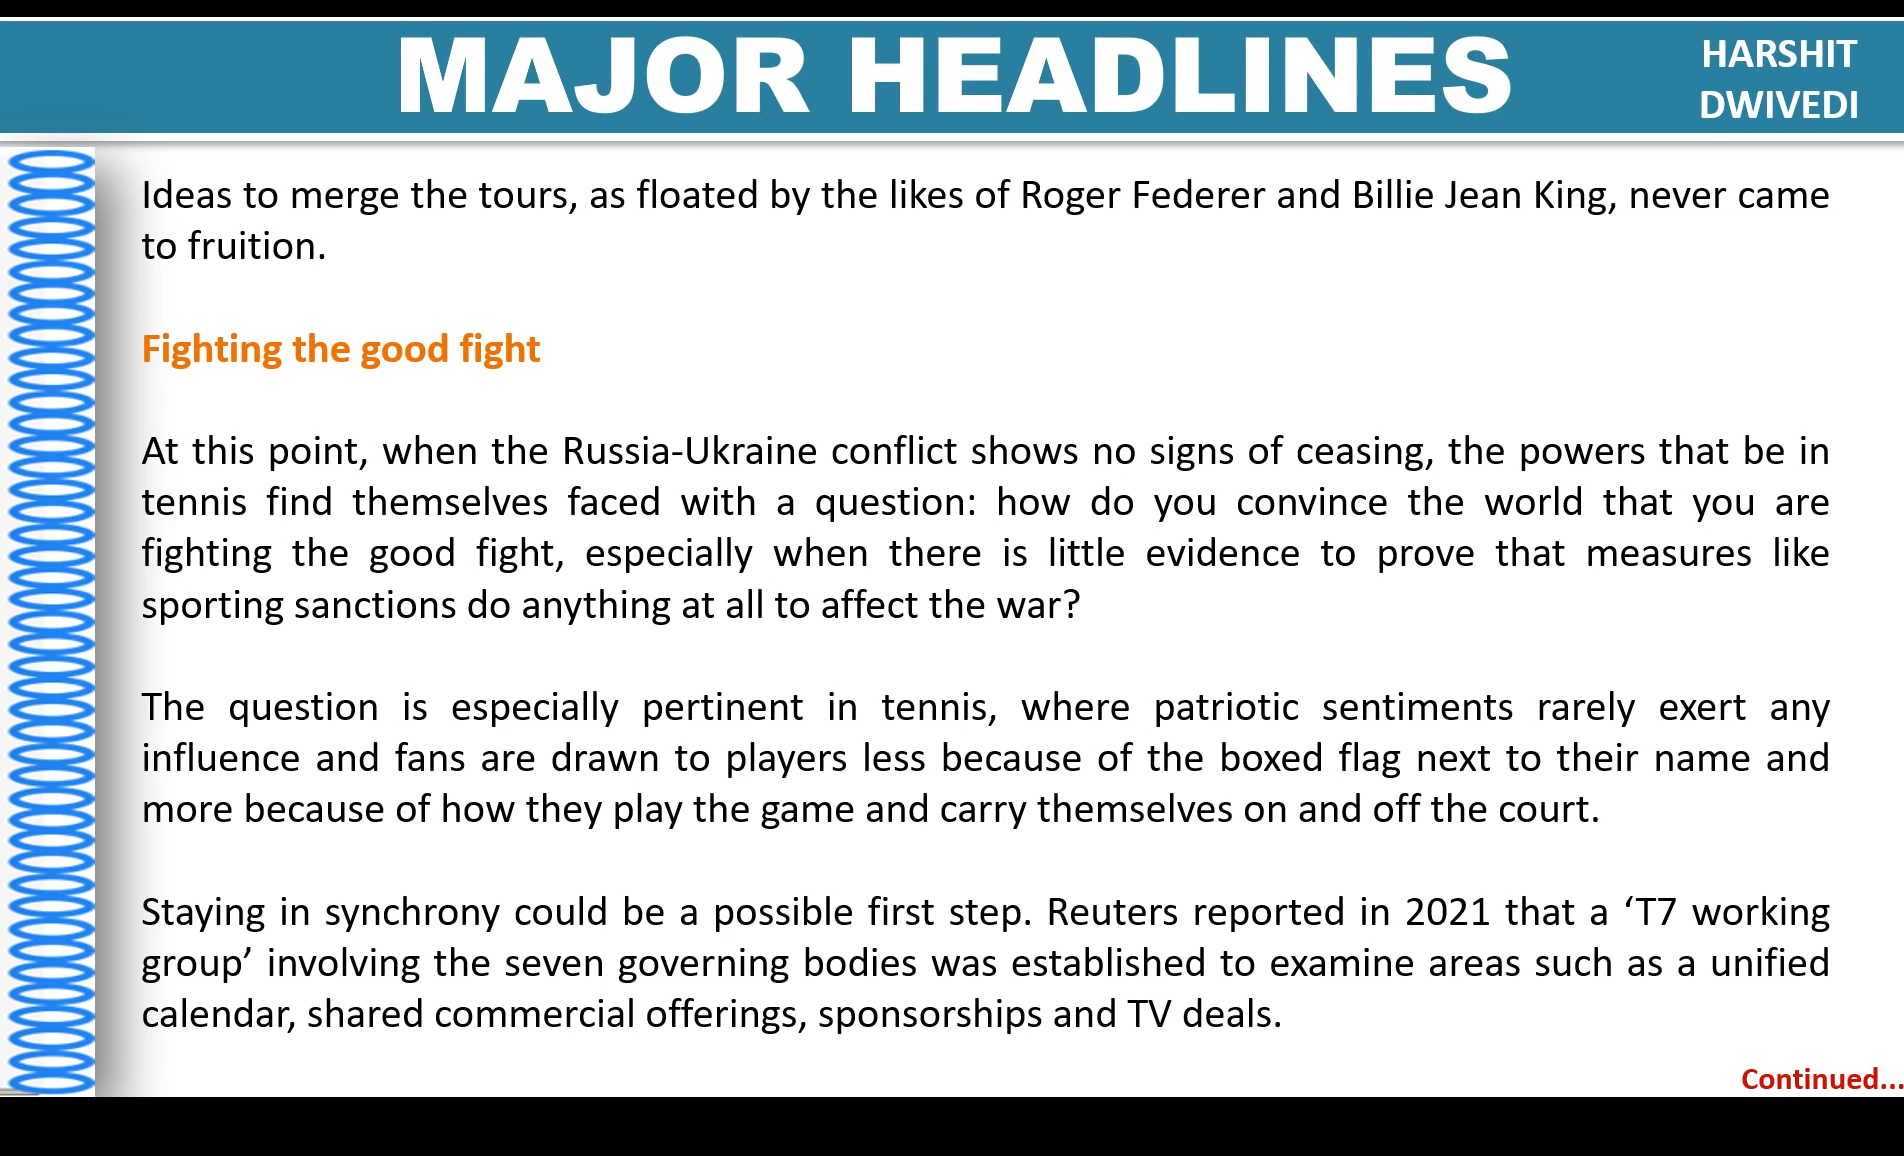 MAJOR HEADLINES
HARSHIT
DWIVEDI
Ideas to merge the tours, as floated by the likes of Roger Federer and Billie Jean King, never came
to fruition.
Fighting the good fight
At this point, when the Russia-Ukraine conflict shows no signs of ceasing, the powers that be in
tennis find themselves faced with a question: how do you convince the world that you are
fighting the good fight, especially when there is little evidence to prove that measures like
sporting sanctions do anything at all to affect the war?
The question is especially pertinent in tennis, where patriotic sentiments rarely exert any
influence and fans are drawn to players less because of the boxed flag next to their name and
more because of how they play the game and carry themselves on and off the court.
Staying in synchrony could be a possible first step. Reuters reported in 2021 that a ‘T7 working
group’ involving the seven governing bodies was established to examine areas such as a unified
calendar, shared commercial offerings, sponsorships and TV deals.
Continued...